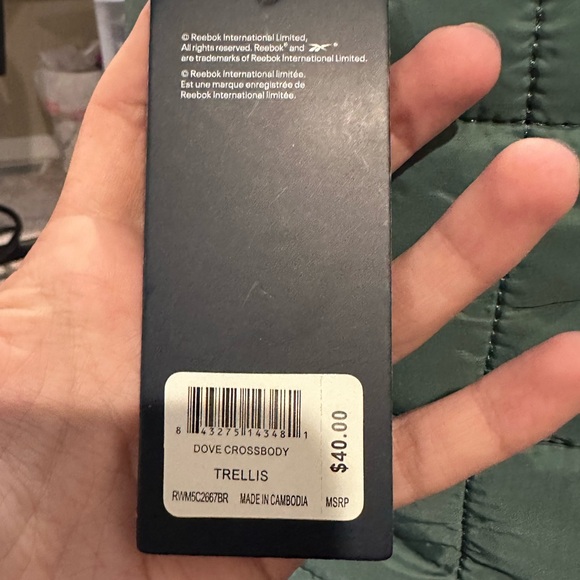 © Reebok International Limited,
All rights reserved. Reebok® and ®
are trademarks of Reebok International Limited.
© Reebok International limitée.
Est une marque enregistrée de
Reebok International limitée.
8 43275 14348 1
DOVE CROSSBODY
TRELLIS
RWM5C2667BR MADE IN CAMBODIA MSRP
$40.00